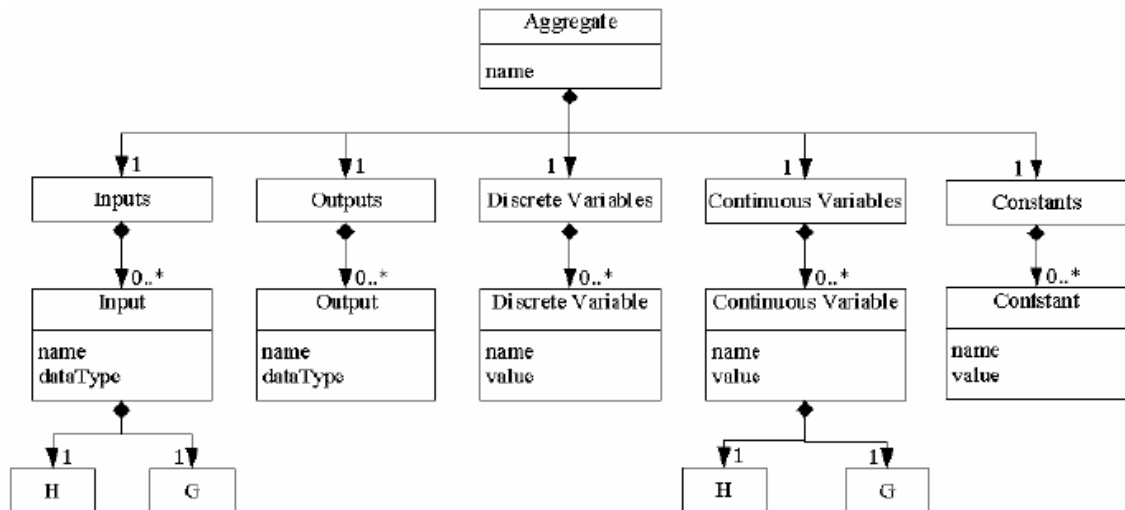 Aggregate
name
1 1 1 1 1
Inputs Outputs Discrete Variables Continuous Variables Constants
0..* 0..* 0..* 0..* 0..*
Input Output Discrete Variable Continuous Variable Contstant
name name name name name
dataType dataType value value value
1 1 1 1
H G H G